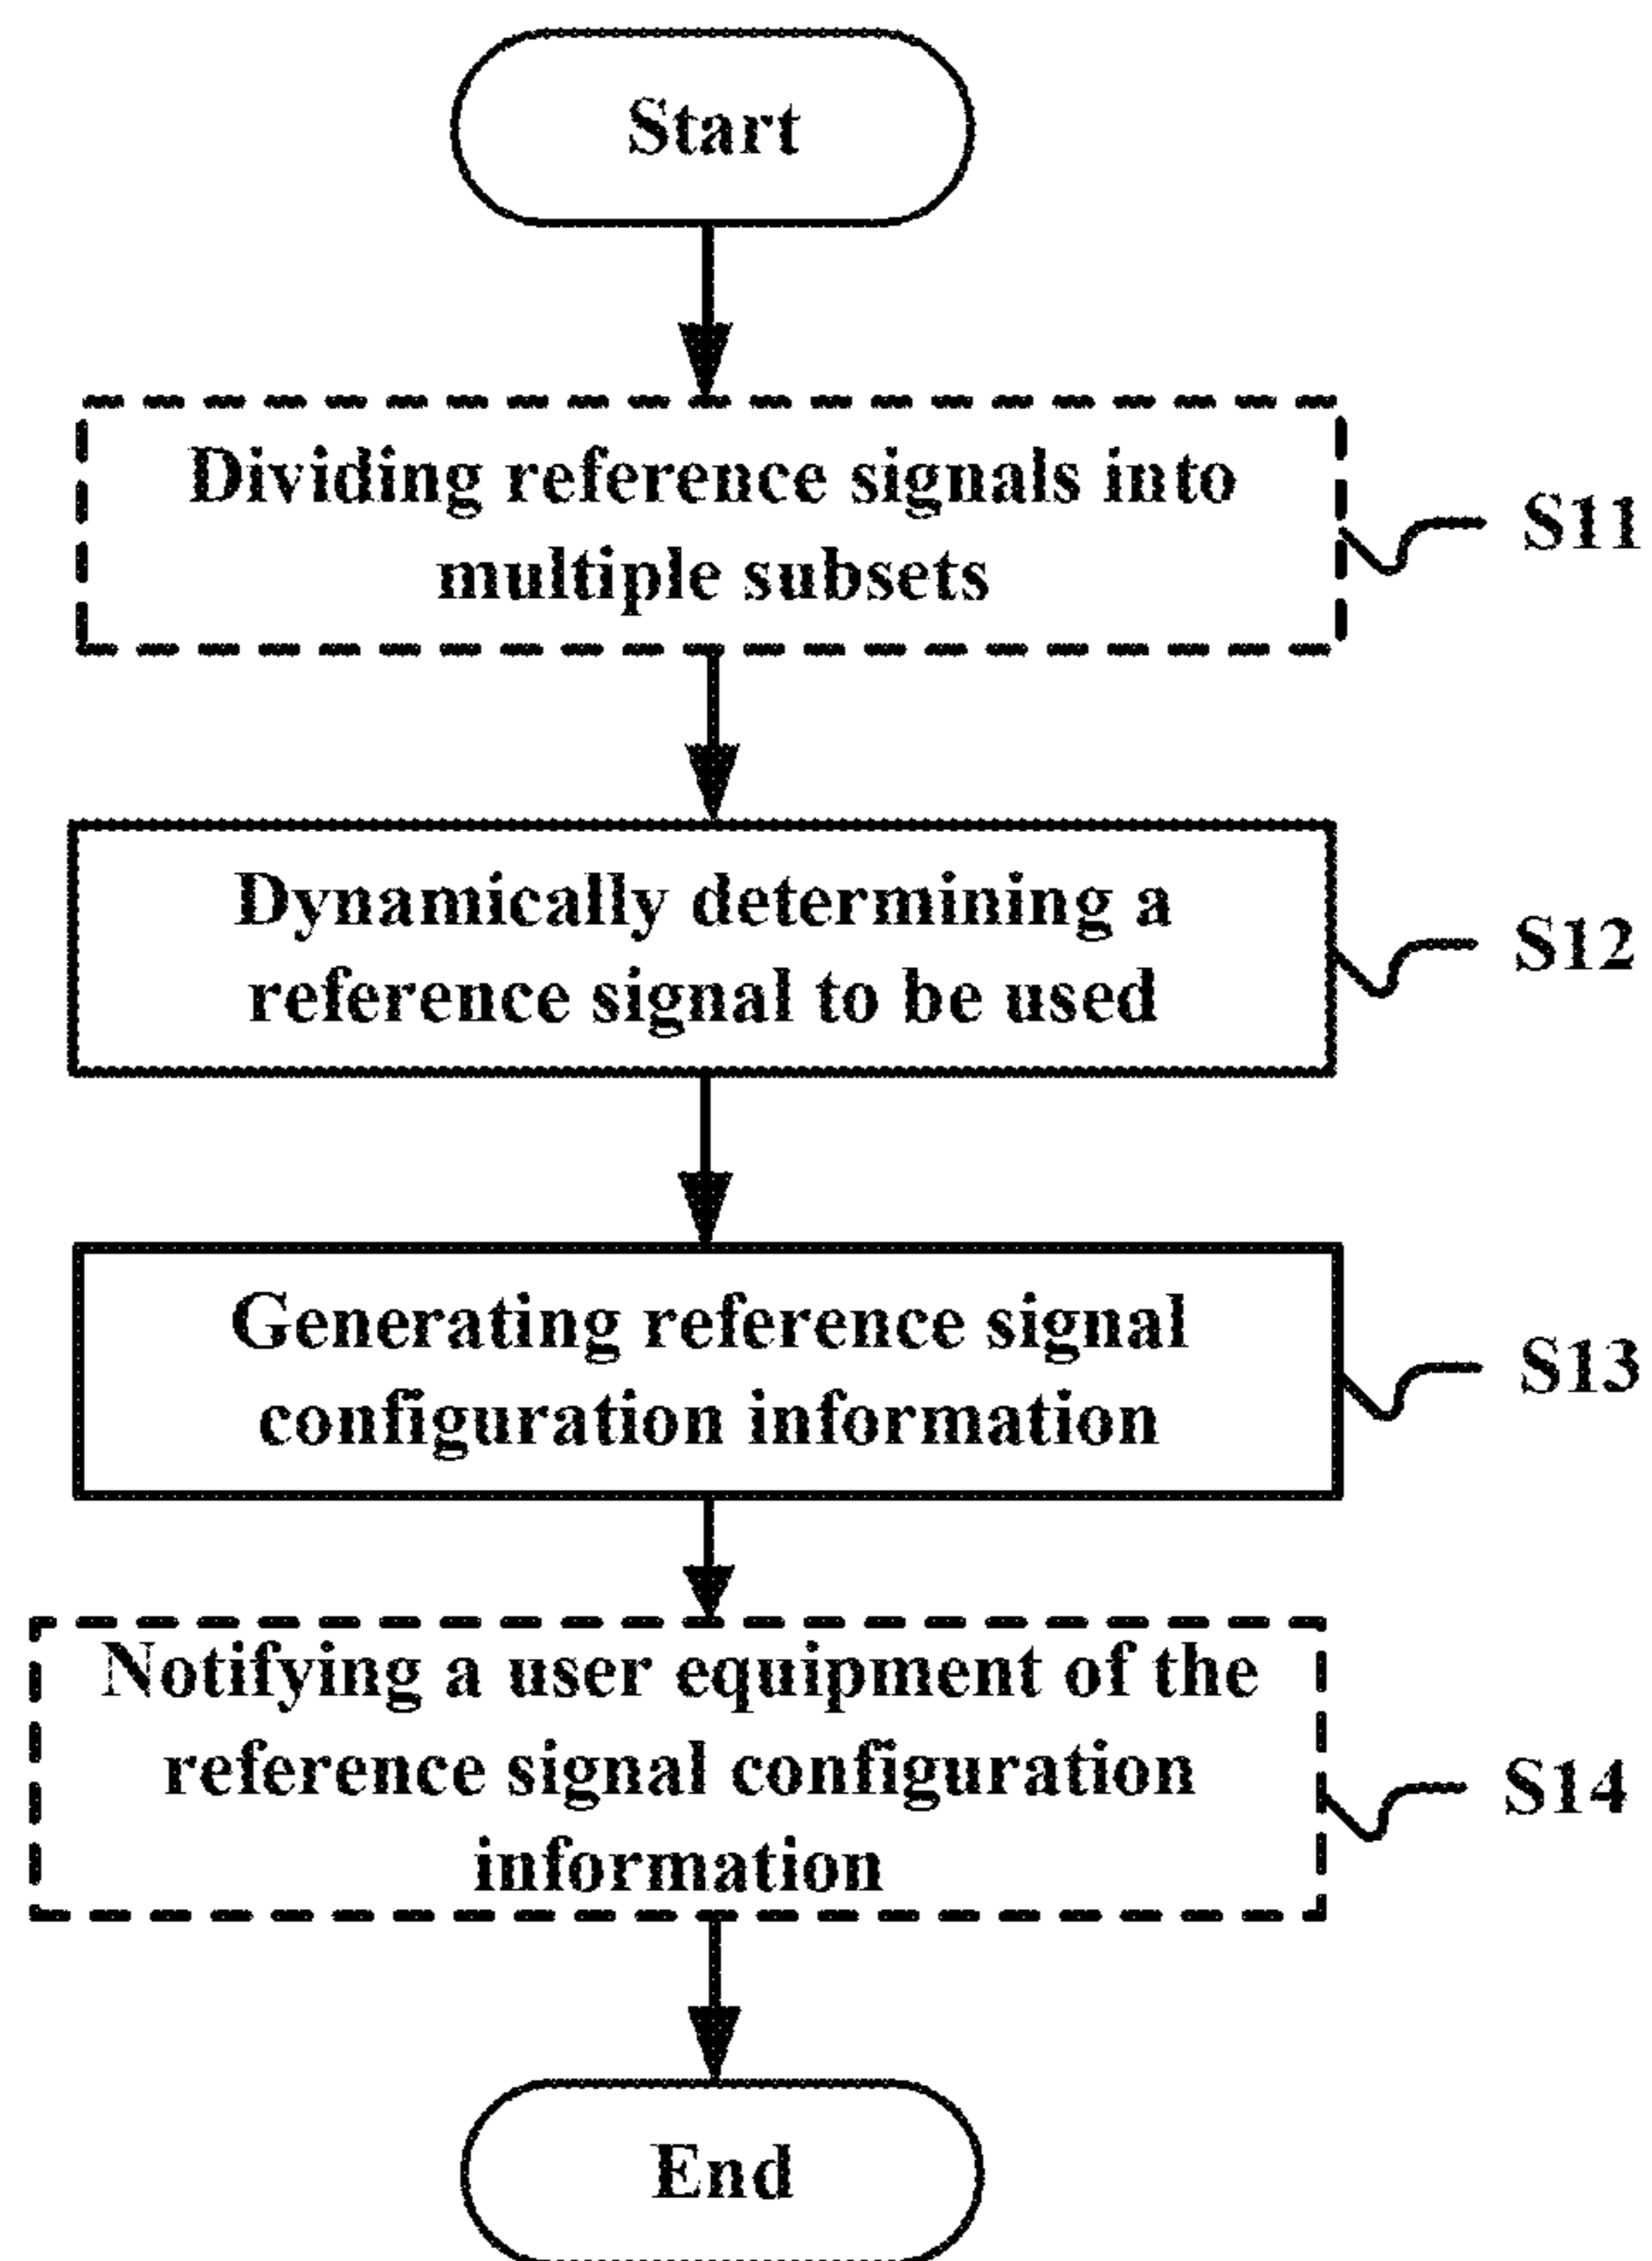 Start
Dividing reference signals into
multiple subsets
S11
Dynamically determining a
reference signal to be used
S12
Generating reference signal
configuration information
S13
Notifying a user equipment of the
reference signal configuration
information
S14
End